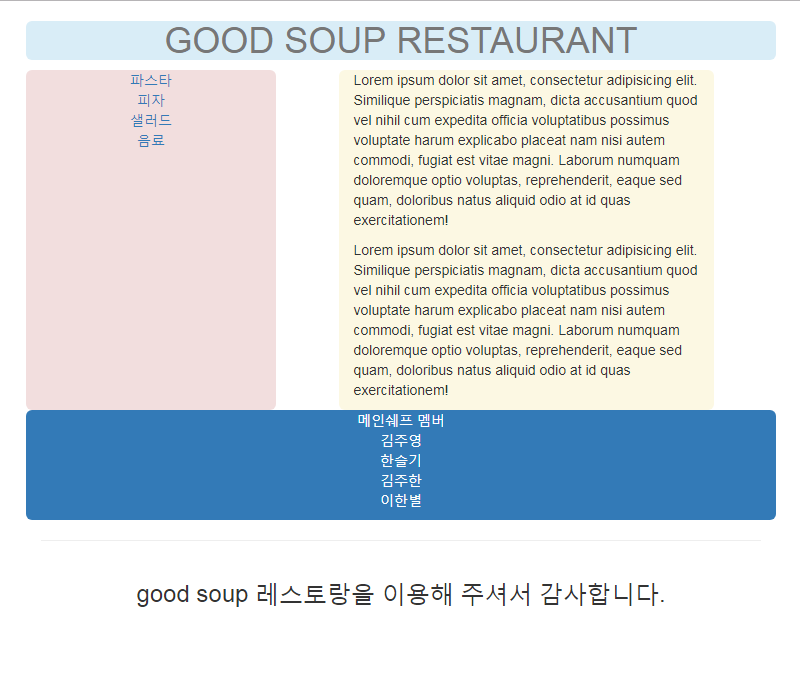 GOOD SOUP RESTAURANT
파스타
피자
샐러드
음료
Lorem ipsum dolor sit amet, consectetur adipisicing elit.
Similique perspiciatis magnam, dicta accusantium quod
vel nihil cum expedita officia voluptatibus possimus
voluptate harum explicabo placeat nam nisi autem
commodi, fugiat est vitae magni. Laborum numquam
doloremque optio voluptas, reprehenderit, eaque sed
quam, doloribus natus aliquid odio at id quas
exercitationem!
Lorem ipsum dolor sit amet, consectetur adipisicing elit.
Similique perspiciatis magnam, dicta accusantium quod
vel nihil cum expedita officia voluptatibus possimus
voluptate harum explicabo placeat nam nisi autem
commodi, fugiat est vitae magni. Laborum numquam
doloremque optio voluptas, reprehenderit, eaque sed
quam, doloribus natus aliquid odio at id quas
exercitationem!
메인쉐프 멤버
김주영
한슬기
김주한
이한별
good soup 레스토랑을 이용해 주셔서 감사합니다.